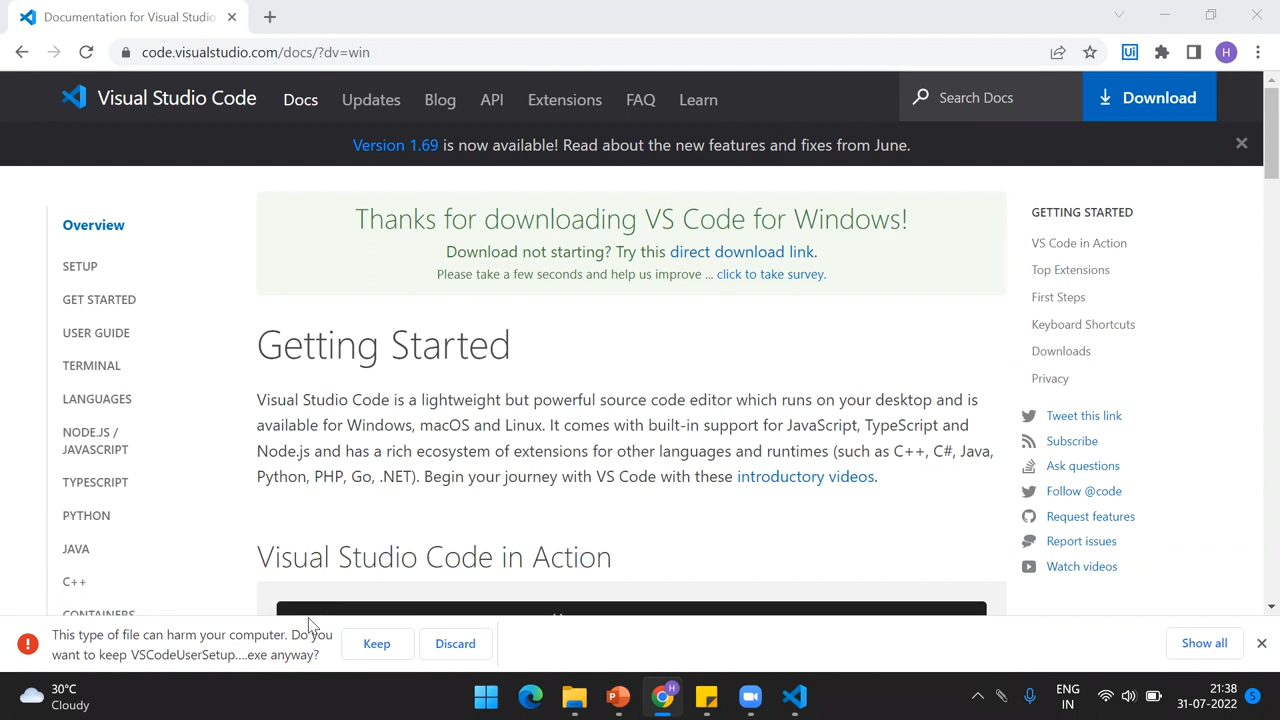 Documentation for Visual Studio
code.visualstudio.com/docs/?dv=win
Ui
H
Visual Studio Code
Docs
Updates
Blog
API
Extensions
FAQ
Learn
Search Docs
Download
Version 1.69 is now available! Read about the new features and fixes from June.
Overview
SETUP
GET STARTED
USER GUIDE
TERMINAL
LANGUAGES
NODE.JS /
JAVASCRIPT
TYPESCRIPT
PYTHON
JAVA
C++
CONTAINERS
Thanks for downloading VS Code for Windows!
Download not starting? Try this direct download link.
Please take a few seconds and help us improve ... click to take survey.
Getting Started
Visual Studio Code is a lightweight but powerful source code editor which runs on your desktop and is
available for Windows, macOS and Linux. It comes with built-in support for JavaScript, TypeScript and
Node.js and has a rich ecosystem of extensions for other languages and runtimes (such as C++, C#, Java,
Python, PHP, Go, .NET). Begin your journey with VS Code with these introductory videos.
Visual Studio Code in Action
GETTING STARTED
VS Code in Action
Top Extensions
First Steps
Keyboard Shortcuts
Downloads
Privacy
Tweet this link
Subscribe
Ask questions
Follow @code
Request features
Report issues
Watch videos
This type of file can harm your computer. Do you
want to keep VSCodeUserSetup....exe anyway?
Keep
Discard
Show all
30°C
Cloudy
P
H
ENG
IN
21:38
31-07-2022
5